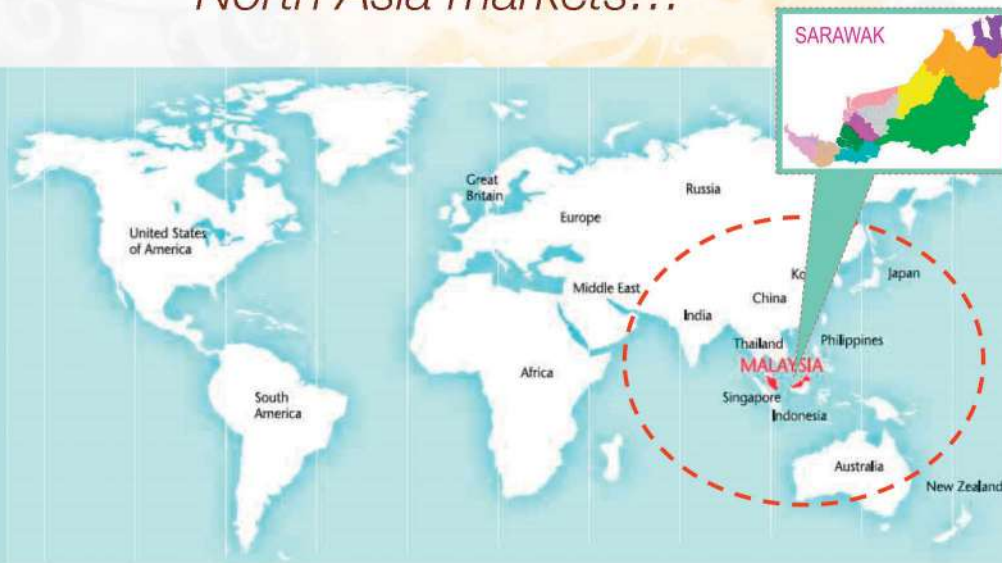 North Asia markets...
SARAWAK
Great
Britain
Russia
United States
of America
Europe
Middle East
Japan
China
India
Thailand
Philippines
MALAYSIA
Africa
Singapore
South
America
Indonesia
Australia
New Zealand